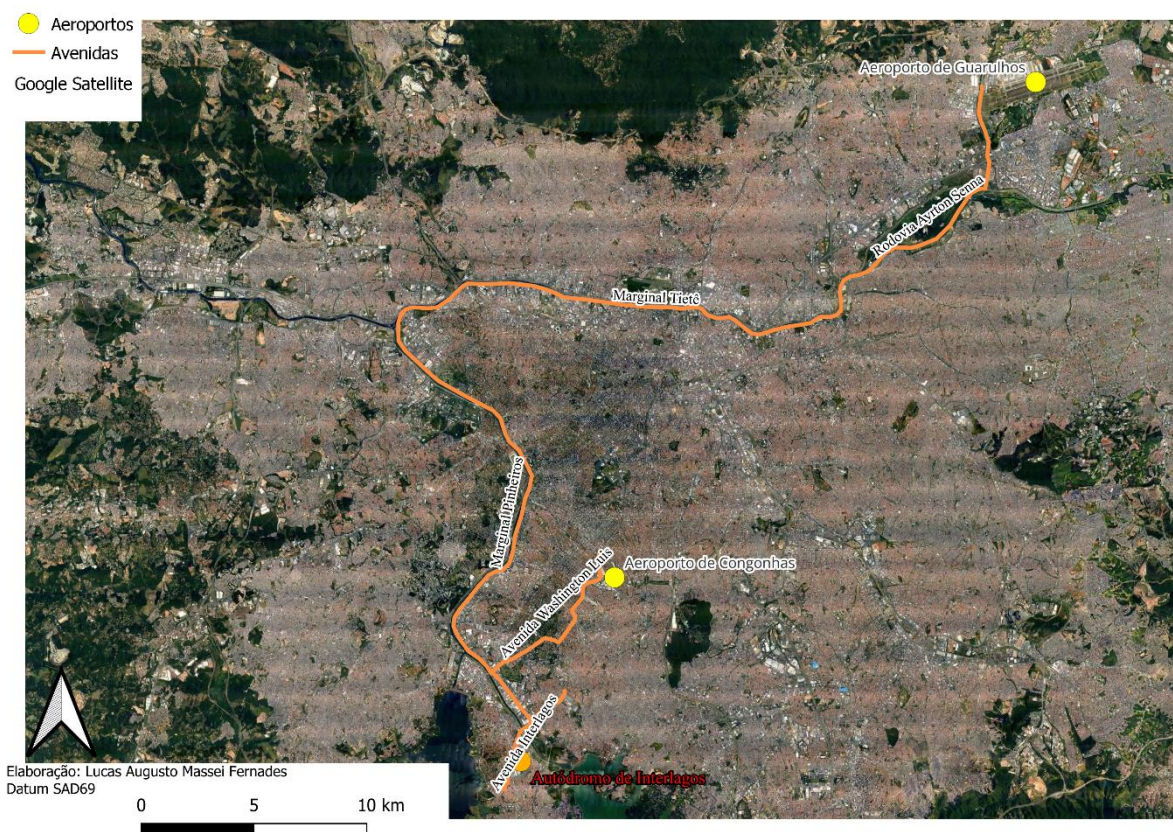 Aeroportos
Avenidas
Google Satellite
Aeroporto de Guarulhos
Rodovia Ayrton Senna
Marginal Tietê
Marginal Pinheiros
Aeroporto de Congonhas
Avenida Washington Luis
Avenida Interlagos
Autódromo de Interlagos
Elaboração: Lucas Augusto Massei Fernades
Datum SAD69
0 5 10 km